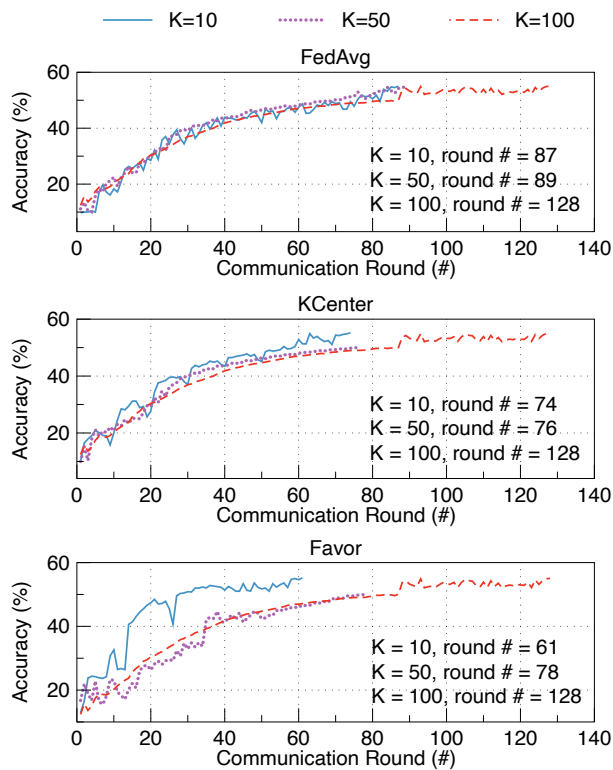 K=10 K=50 K=100
FedAvg
60
40
20
Accuracy (%)
K = 10, round # = 87
K = 50, round # = 89
K = 100, round # = 128
0 20 40 60 80 100 120 140
Communication Round (#)
KCenter
60
40
20
Accuracy (%)
K = 10, round # = 74
K = 50, round # = 76
K = 100, round # = 128
0 20 40 60 80 100 120 140
Communication Round (#)
Favor
60
40
20
Accuracy (%)
K = 10, round # = 61
K = 50, round # = 78
K = 100, round # = 128
0 20 40 60 80 100 120 140
Communication Round (#)